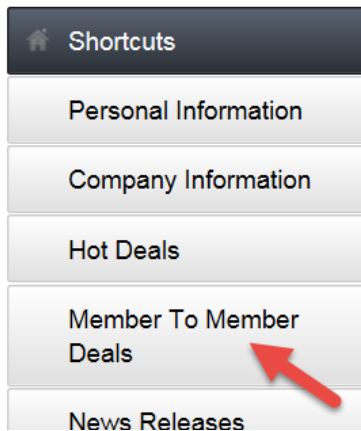 Shortcuts
Personal Information
Company Information
Hot Deals
Member To Member
Deals
News Releases